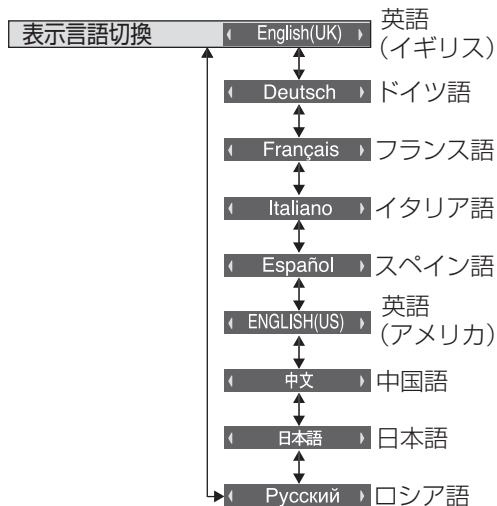 英語
表示言語切換 English(UK) （イギリス）
Deutsch ドイツ語
Français フランス語
Italiano イタリア語
Español スペイン語
英語
ENGLISH(US) （アメリカ）
中文 中国語
日本語 日本語
Русский ロシア語